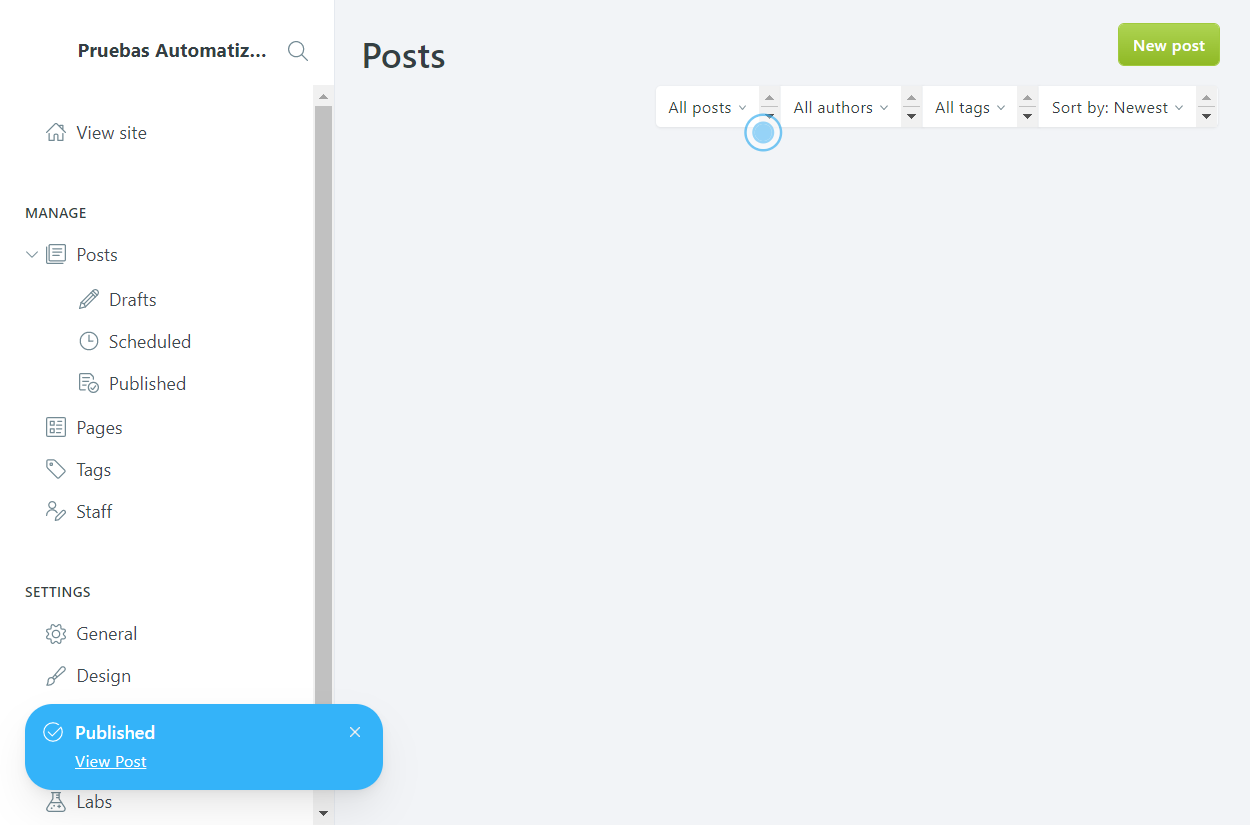 Pruebas Automatiz...
View site
MANAGE
Posts
Drafts
Scheduled
Published
Pages
Tags
Staff
SETTINGS
General
Design
Published
View Post
Labs
Posts
New post
All posts
All authors
All tags
Sort by: Newest